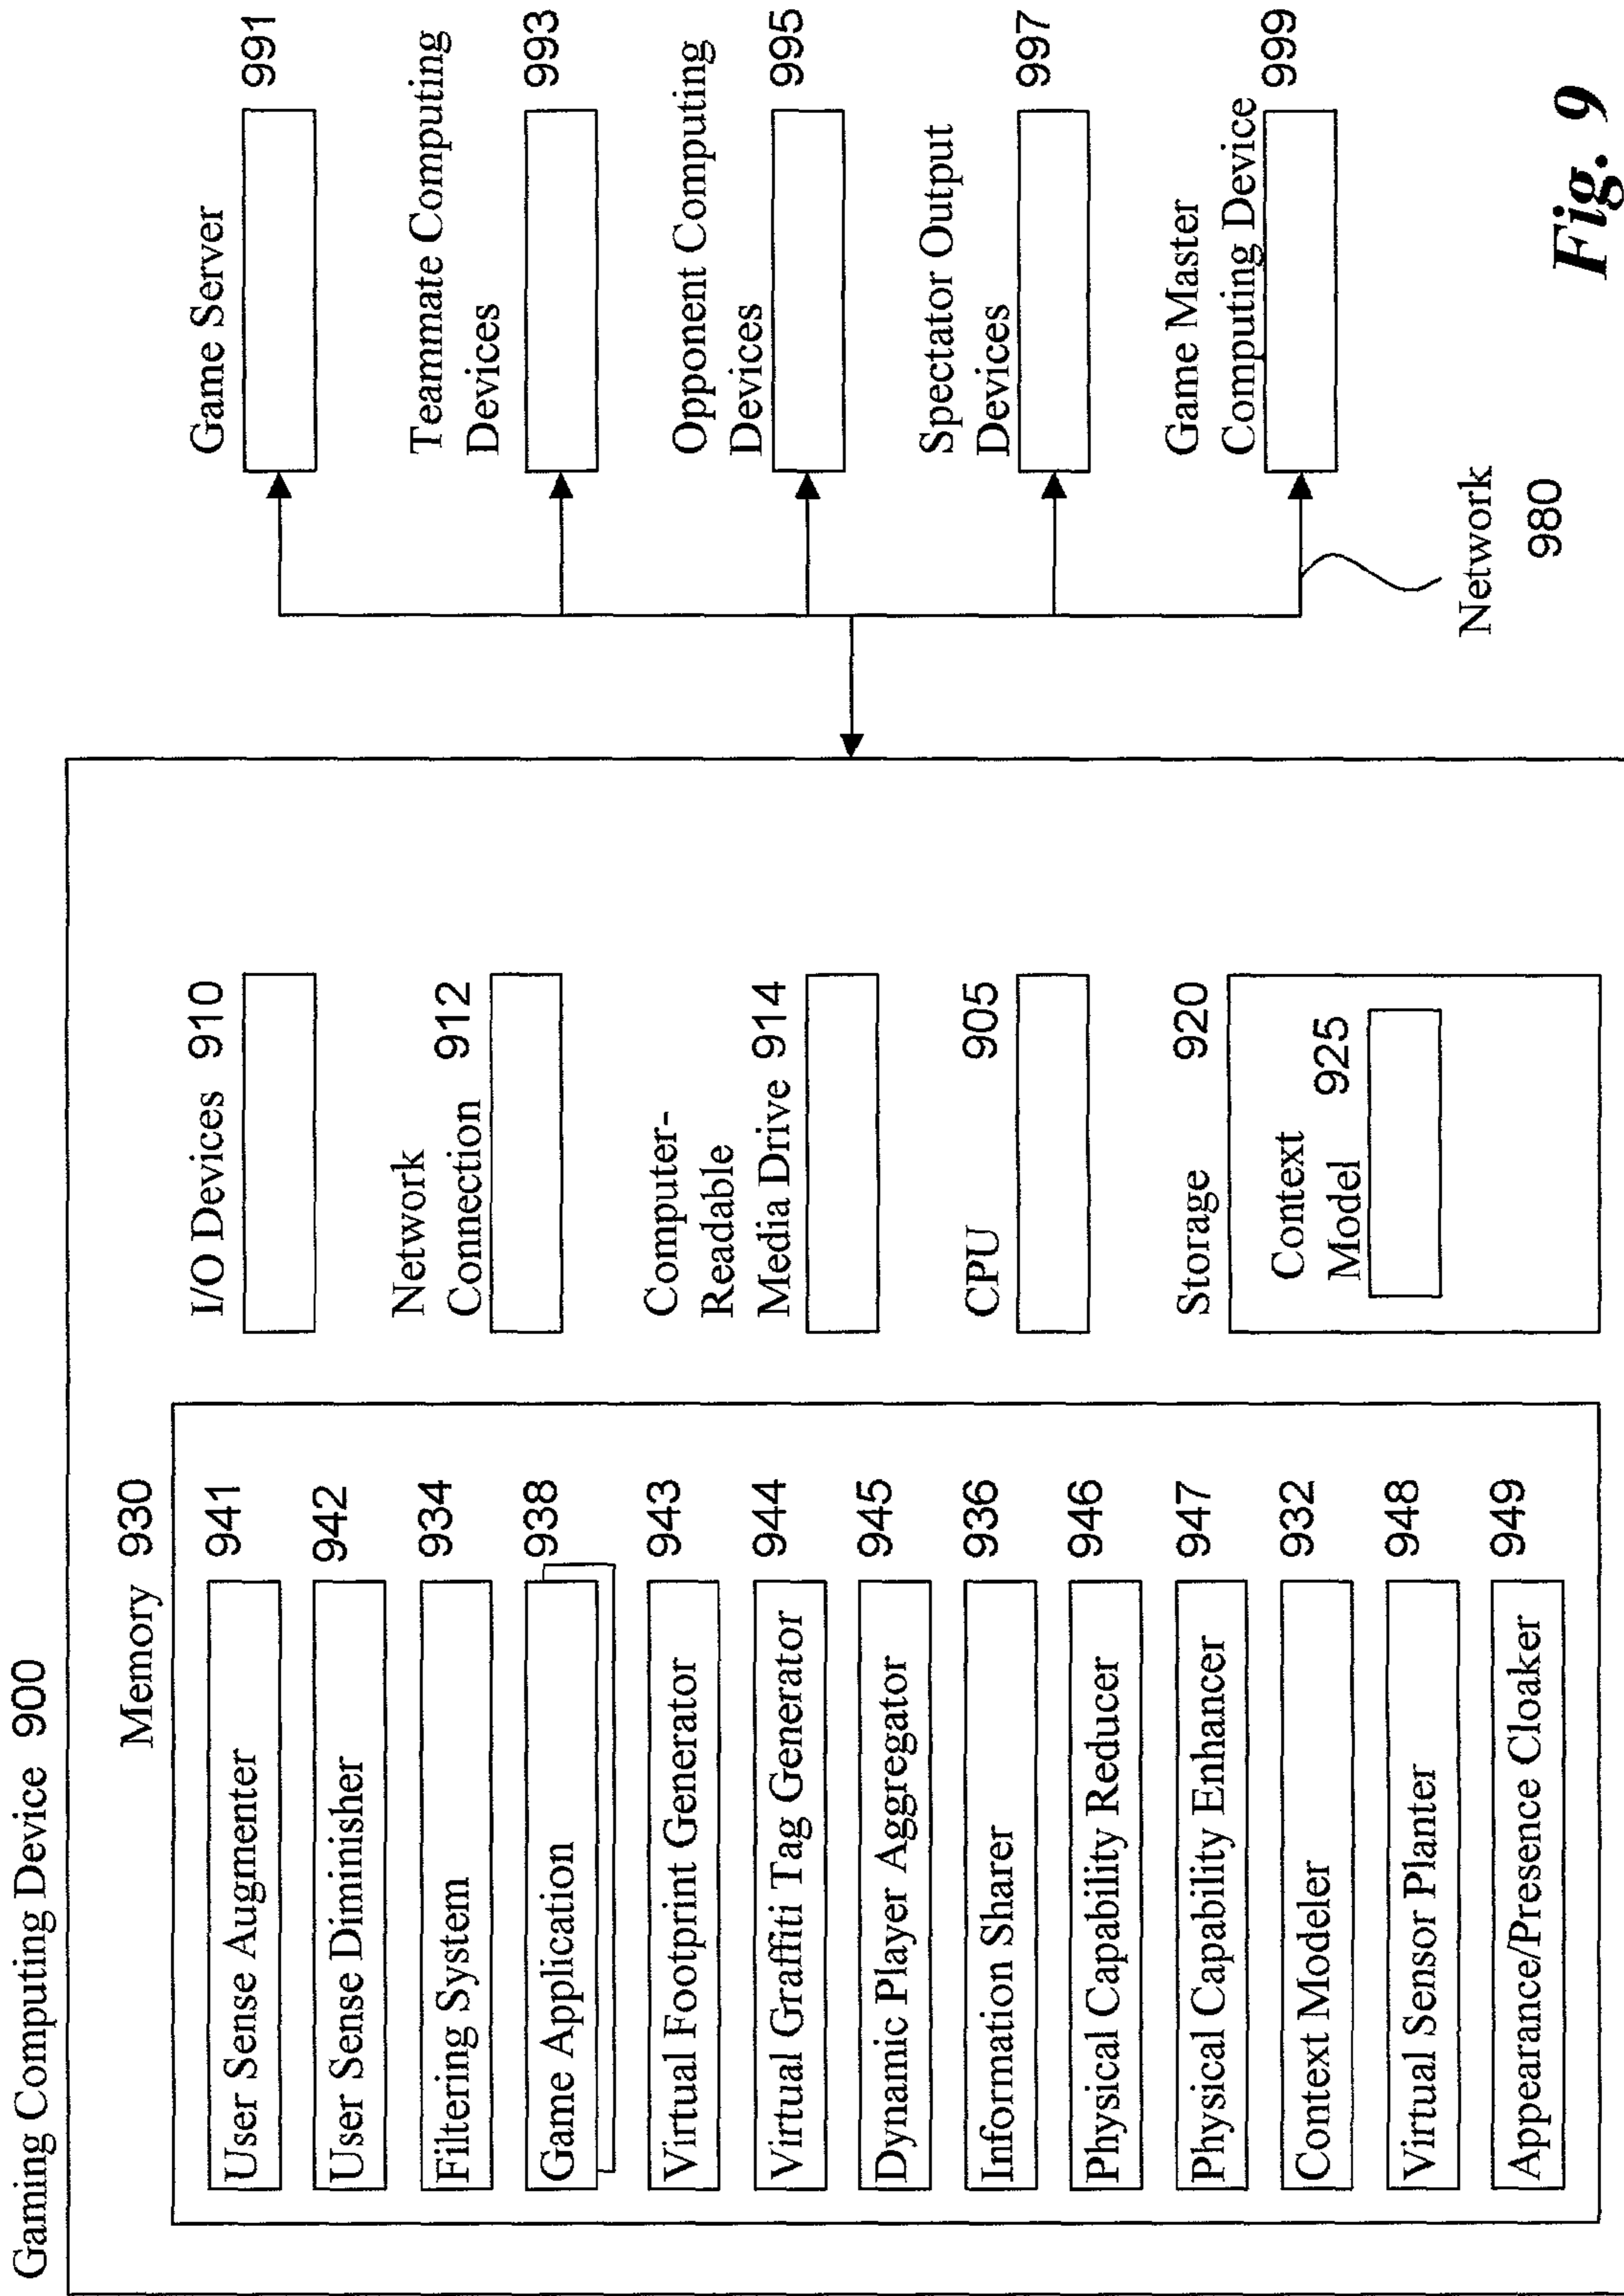 Gaming Computing Device 900
Memory 930
User Sense Augmenter 941
User Sense Diminisher 942
Filtering System 934
Game Application 938
Virtual Footprint Generator 943
Virtual Graffiti Tag Generator 944
Dynamic Player Aggregator 945
Information Sharer 936
Physical Capability Reducer 946
Physical Capability Enhancer 947
Context Modeler 932
Virtual Sensor Planter 948
Appearance/Presence Cloaker 949
I/O Devices 910
Network
Connection 912
Computer-
Readable
Media Drive 914
CPU 905
Storage 920
Context
Model 925
Game Server 991
Teammate Computing
Devices 993
Opponent Computing
Devices 995
Spectator Output
Devices 997
Game Master
Computing Device 999
Network
980
Fig. 9